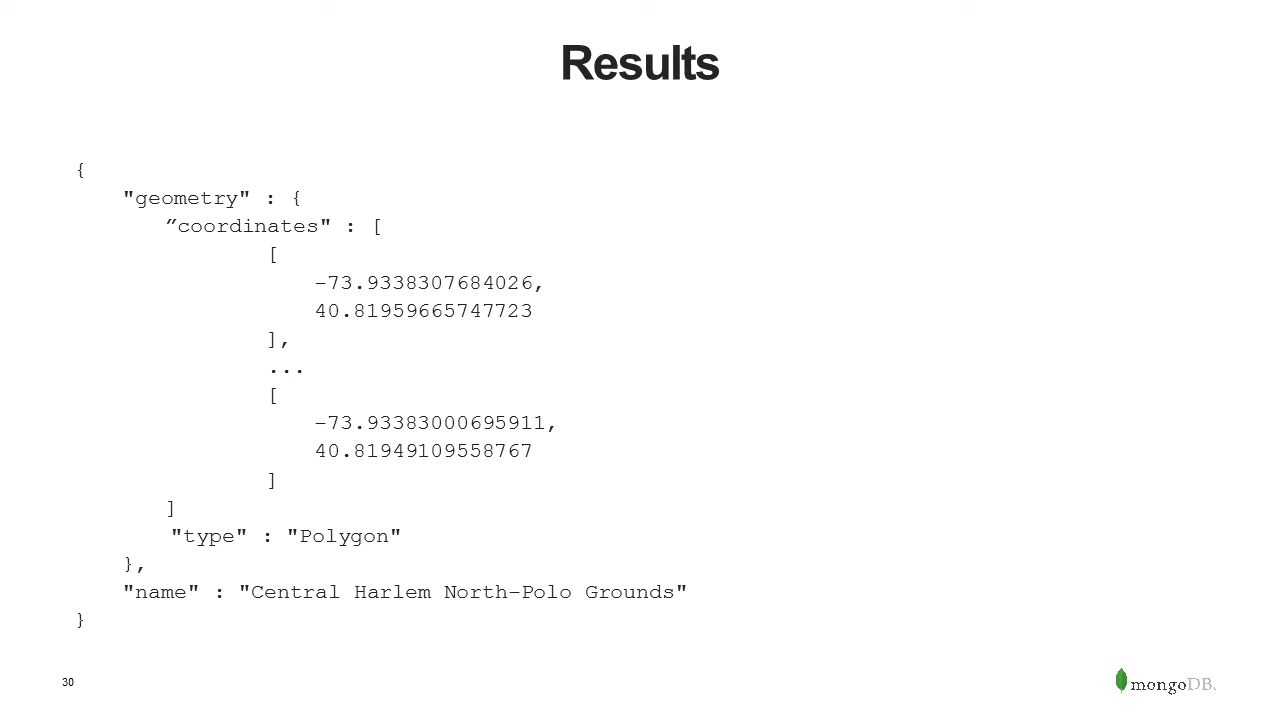 Results
{
"geometry" : {
”coordinates" : [
[
-73.9338307684026,
40.81959665747723
],
...
[
-73.93383000695911,
40.81949109558767
]
]
"type" : "Polygon"
},
"name" : "Central Harlem North-Polo Grounds"
}
30
mongoDB.